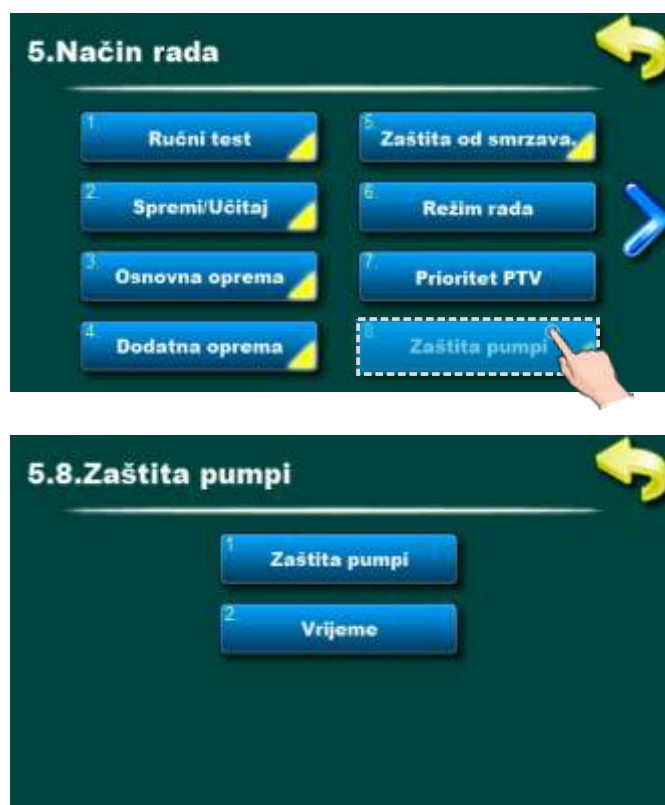 5.Način rada
1. Ručni test
5. Zaštita od smrzava.
2. Spremi/Učitaj
6. Režim rada
3. Osnovna oprema
7. Prioritet PTV
4. Dodatna oprema
8. Zaštita pumpi
5.8.Zaštita pumpi
1. Zaštita pumpi
2. Vrijeme